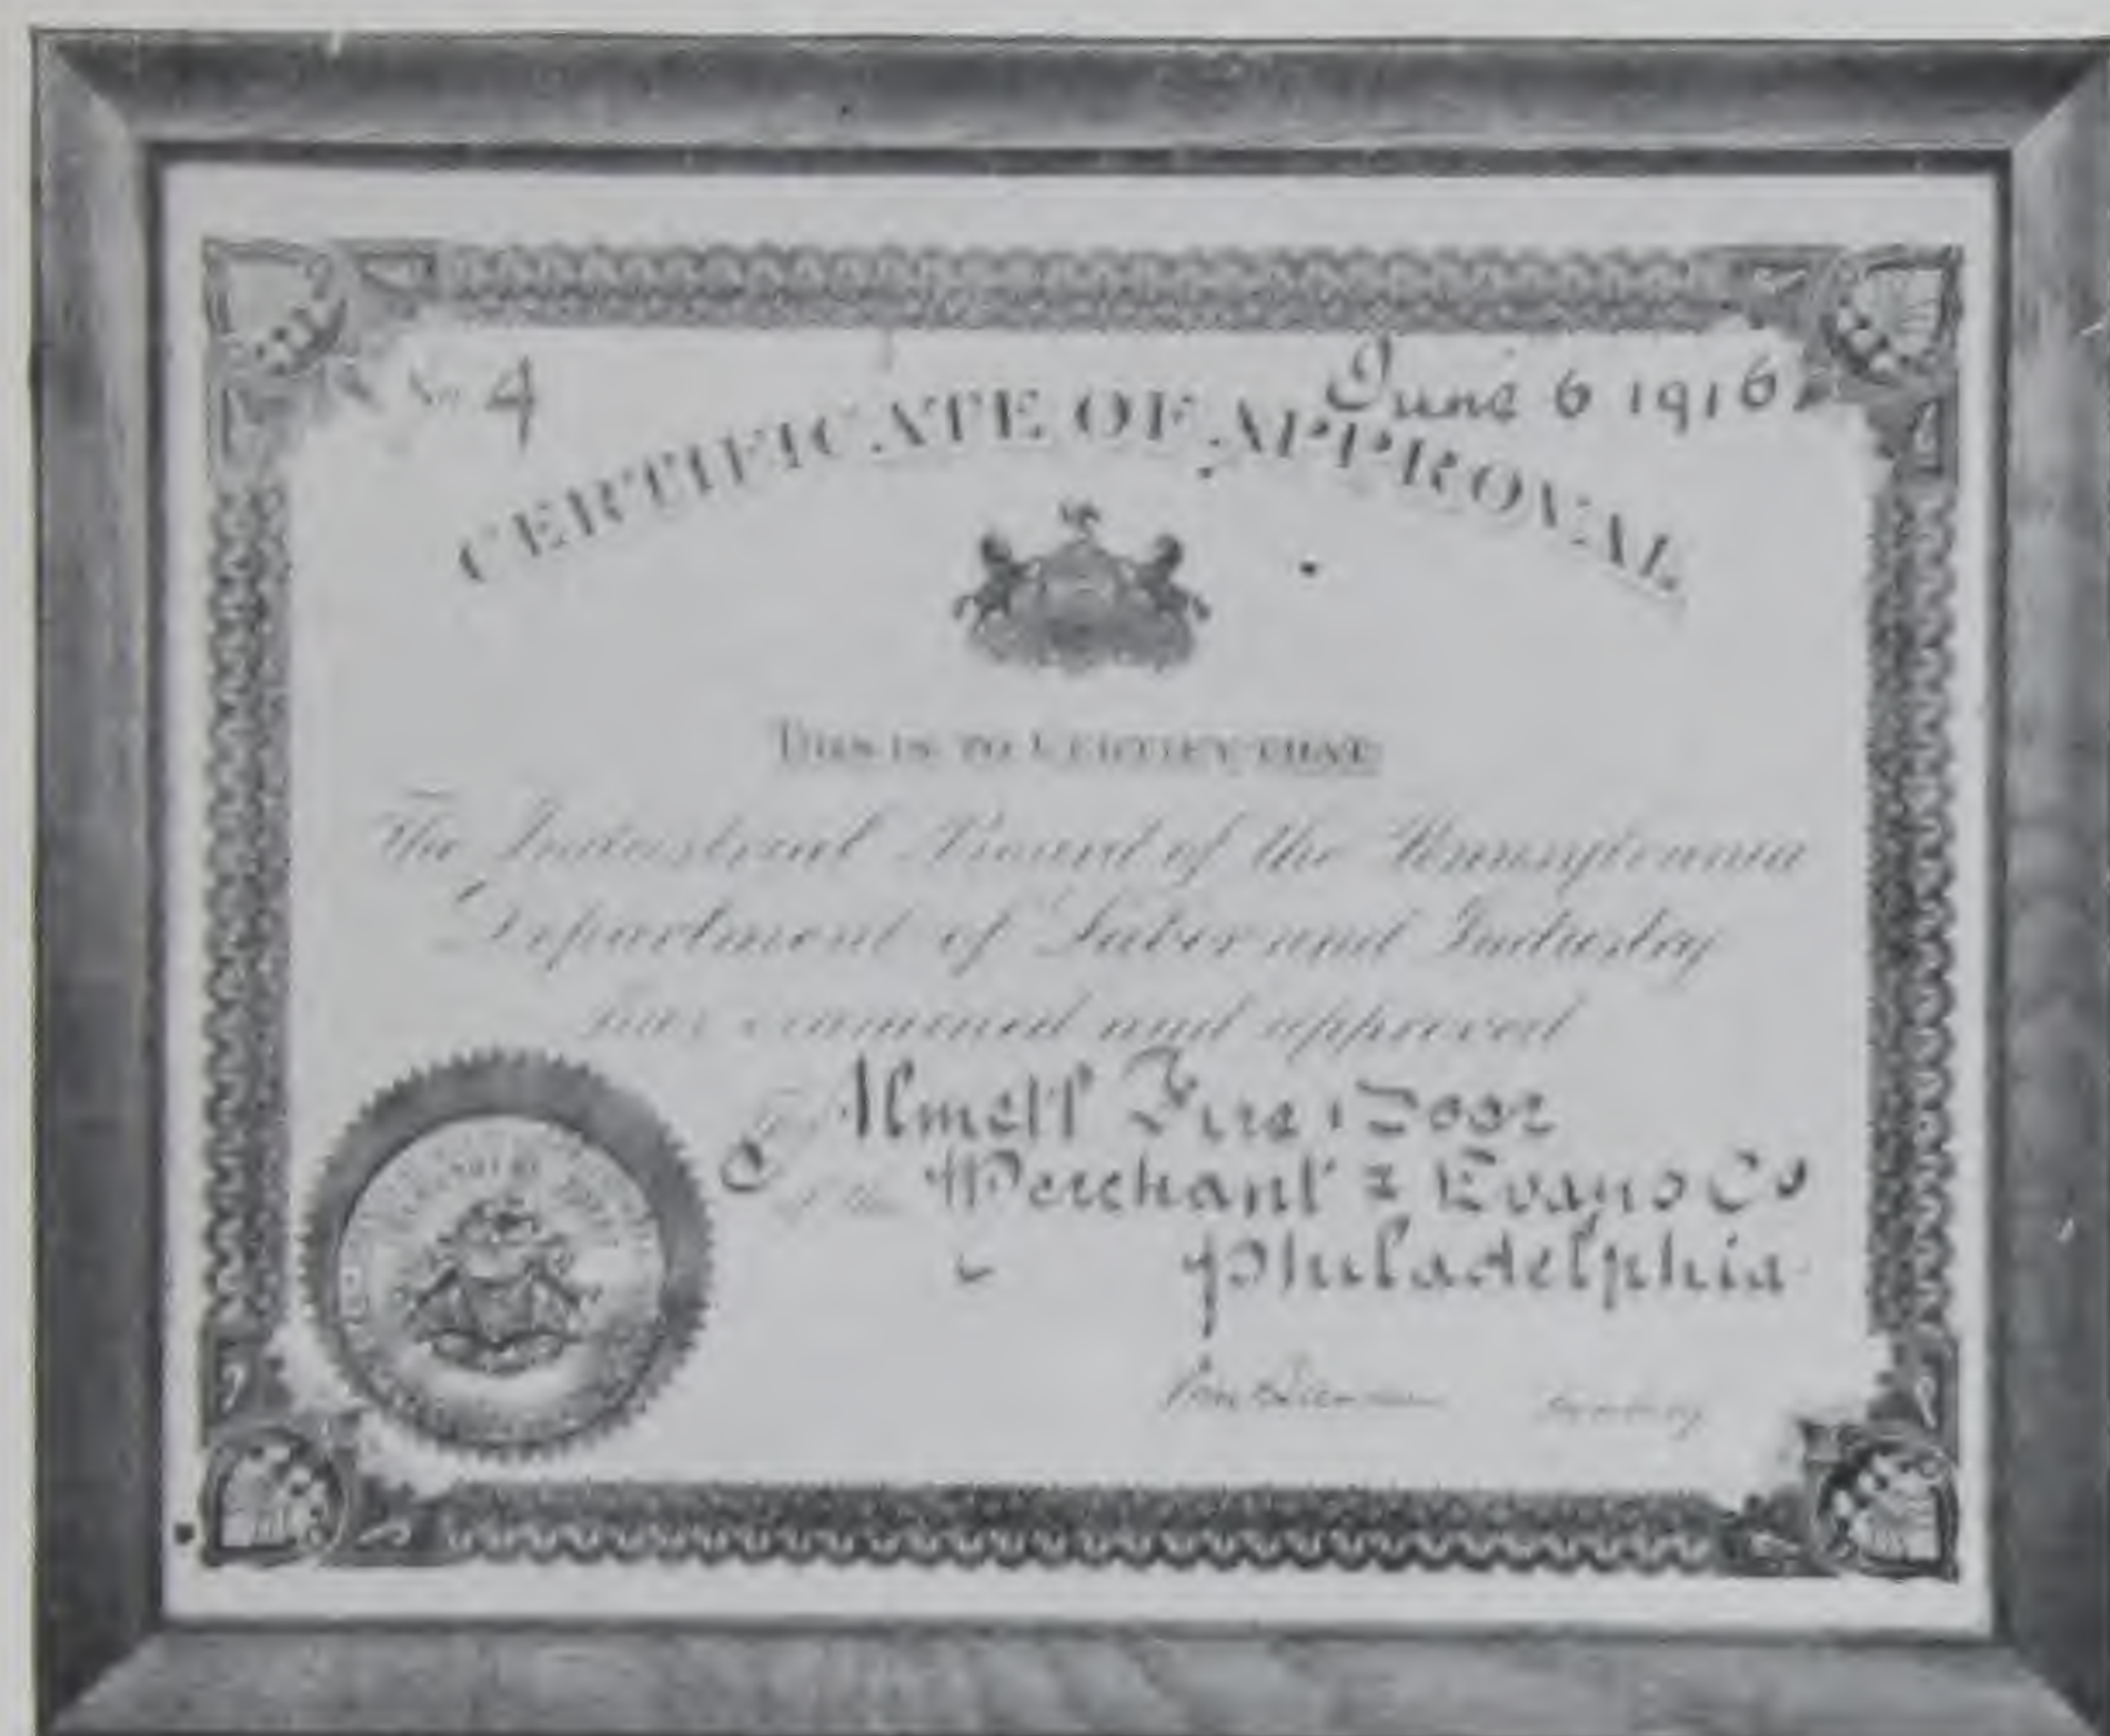 No. 4
June 6 1916
CERTIFICATE OF APPROVAL
THIS IS TO CERTIFY THAT
The Industrial Board of the Pennsylvania
Department of Labor and Industry
has examined and approved
The Almetl Fire Door
of the Merchant & Evans Co
Philadelphia